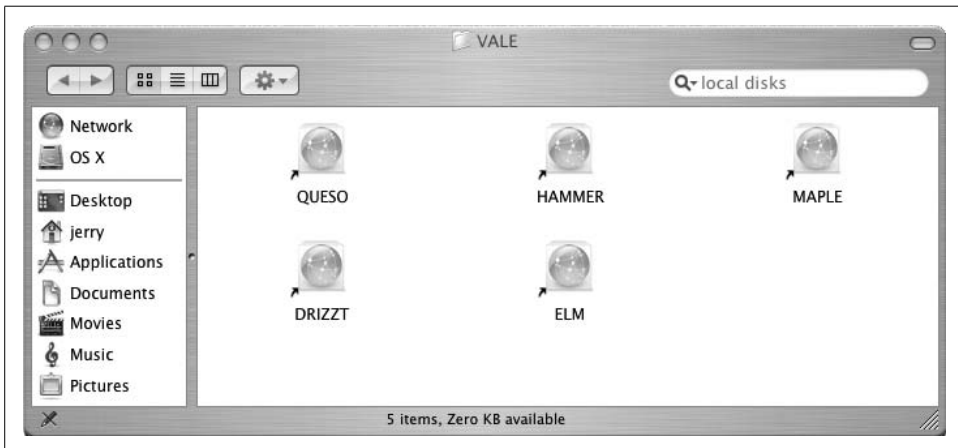 VALE
local disks
Network
OS X
Desktop
jerry
Applications
Documents
Movies
Music
Pictures
QUESO
HAMMER
MAPLE
DRIZZT
ELM
5 items, Zero KB available